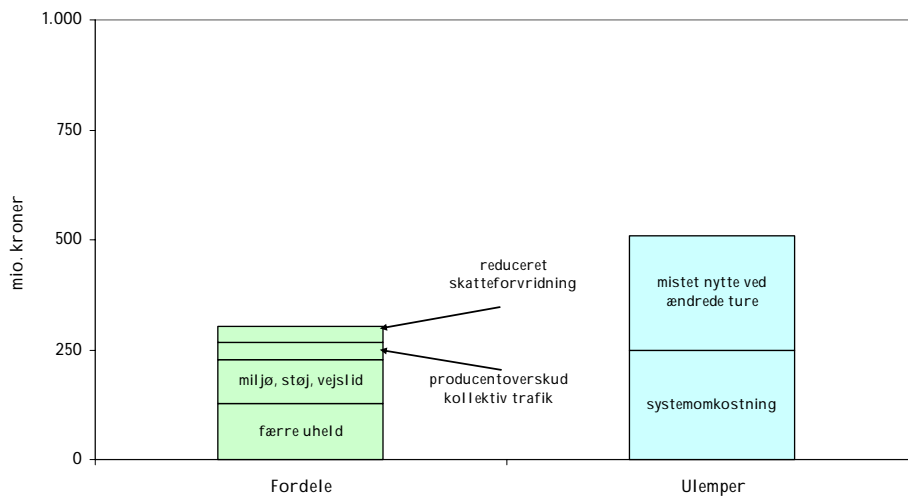 1.000
750
500
250
0
mio. kroner
reduceret
skatteforvridning
producentoverskud
kollektiv trafik
miljø, støj, vejslid
færre uheld
mistet nytte ved
ændrede ture
systemomkostning
Fordele
Ulemper